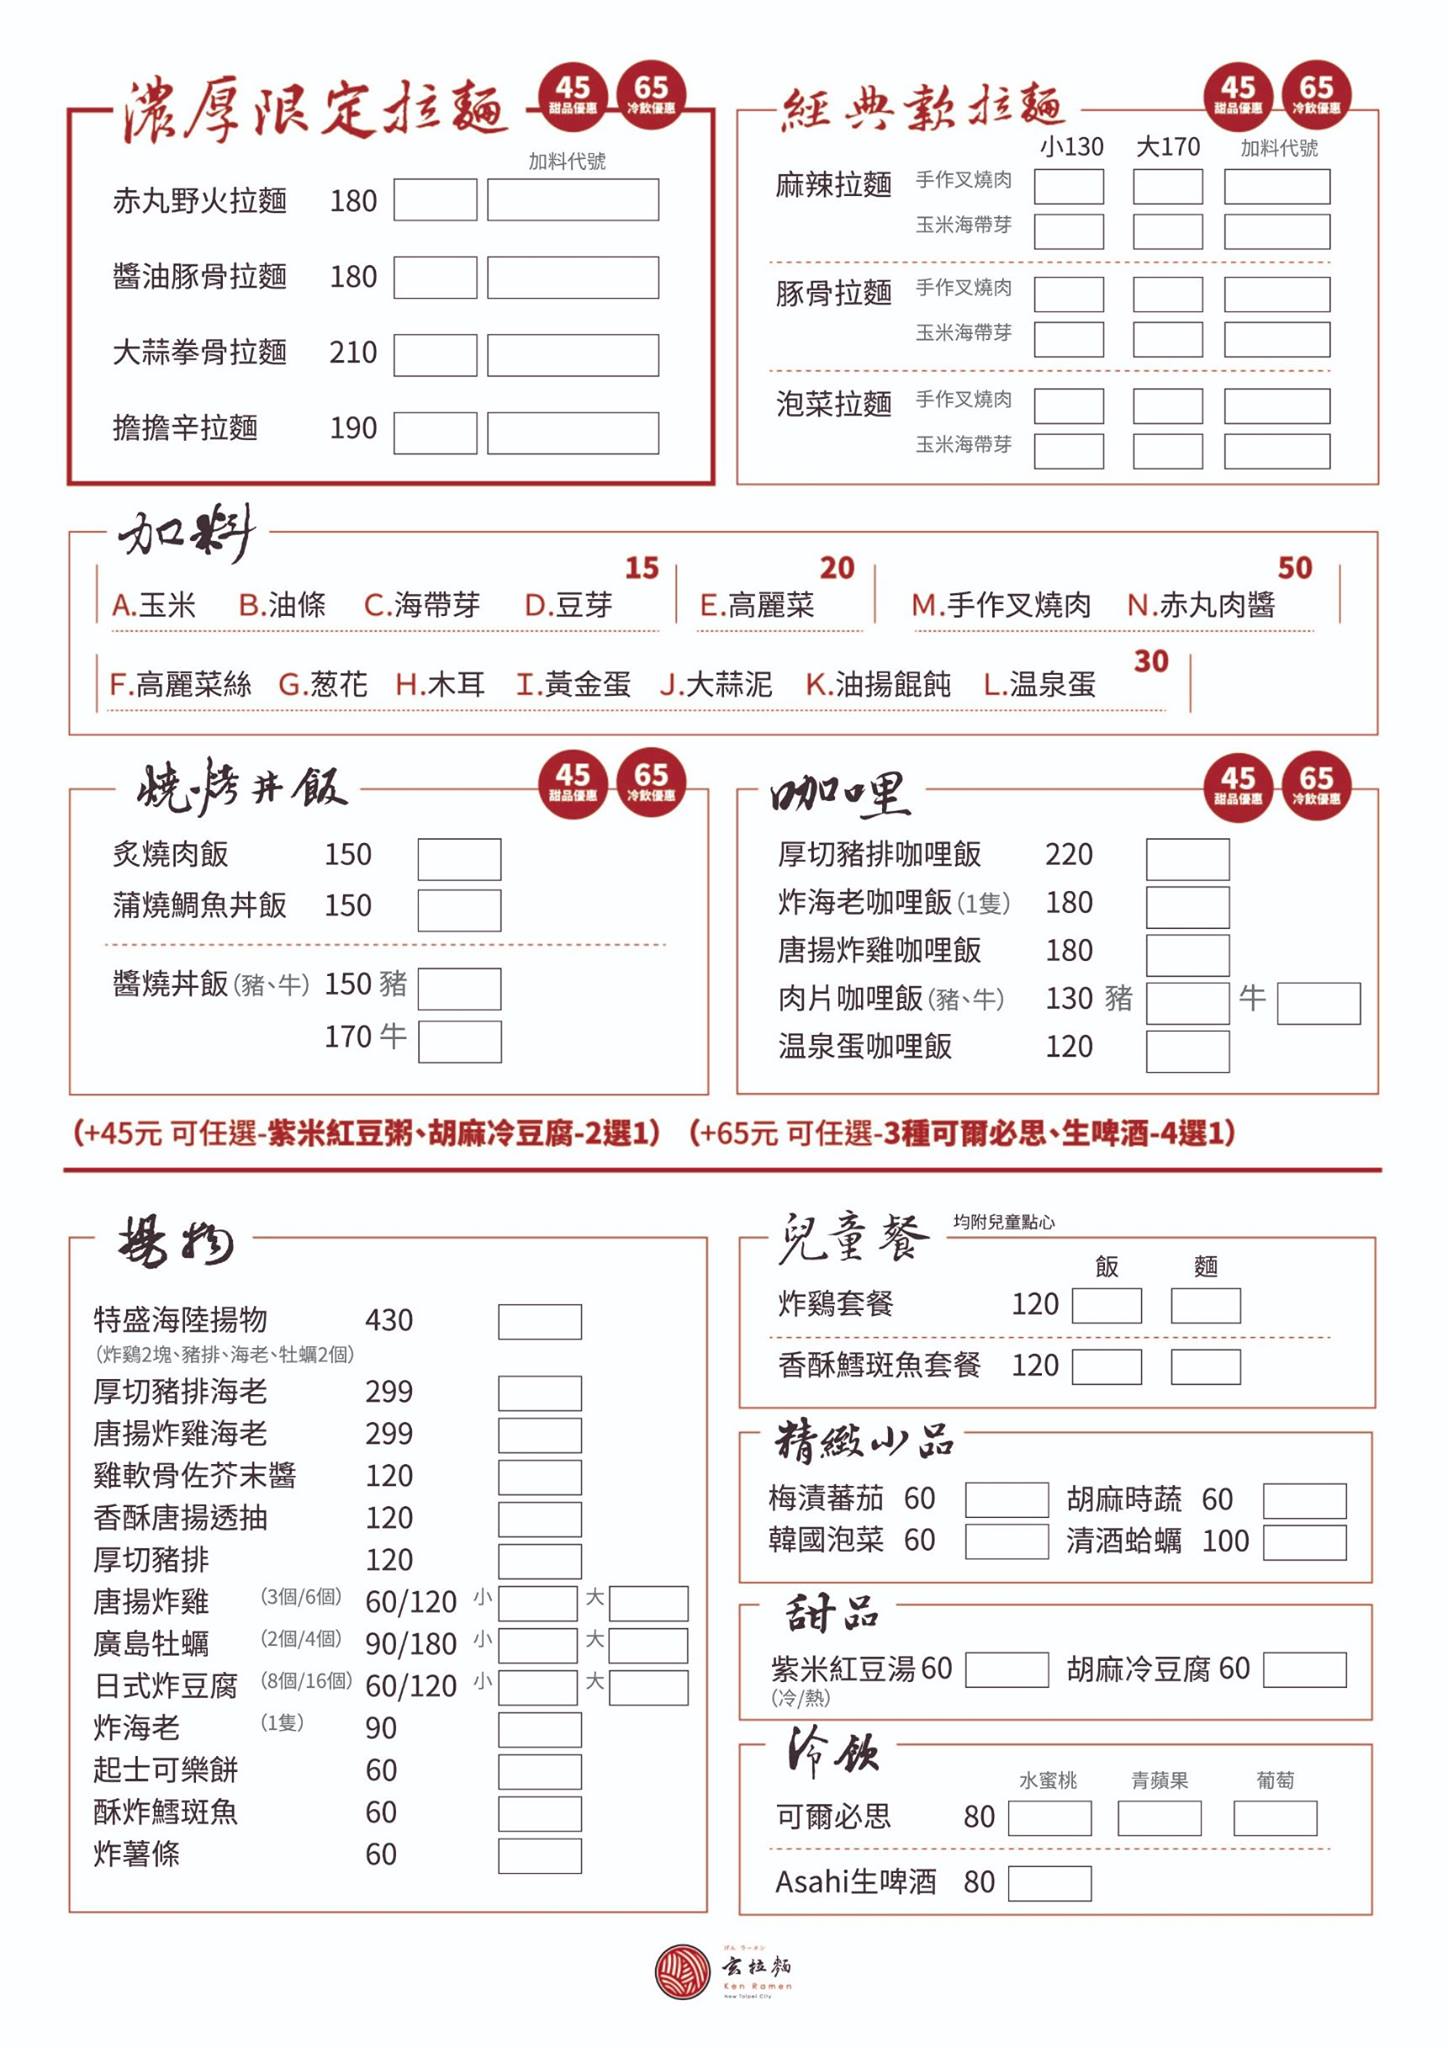 濃厚限定拉麵
45 甜品優惠
65 冷飲優惠
加料代號
赤丸野火拉麵 180
醬油豚骨拉麵 180
大蒜拳骨拉麵 210
擔擔辛拉麵 190
經典款拉麵
45 甜品優惠
65 冷飲優惠
小130 大170 加料代號
麻辣拉麵 手作叉燒肉
玉米海帶芽
豚骨拉麵 手作叉燒肉
玉米海帶芽
泡菜拉麵 手作叉燒肉
玉米海帶芽
加料
15 20 50
A.玉米 B.油條 C.海帶芽 D.豆芽 E.高麗菜 M.手作叉燒肉 N.赤丸肉醬
30
F.高麗菜絲 G.葱花 H.木耳 I.黃金蛋 J.大蒜泥 K.油揚餛飩 L.温泉蛋
燒烤丼飯
45 甜品優惠
65 冷飲優惠
炙燒肉飯 150
蒲燒鯛魚丼飯 150
醬燒丼飯(豬、牛) 150 豬
170 牛
咖哩
45 甜品優惠
65 冷飲優惠
厚切豬排咖哩飯 220
炸海老咖哩飯(1隻) 180
唐揚炸雞咖哩飯 180
肉片咖哩飯(豬、牛) 130 豬 牛
温泉蛋咖哩飯 120
(+45元 可任選-紫米紅豆粥、胡麻冷豆腐-2選1) (+65元 可任選-3種可爾必思、生啤酒-4選1)
揚物
特盛海陸揚物 430
(炸鷄2塊、豬排、海老、牡蠣2個)
厚切豬排海老 299
唐揚炸雞海老 299
雞軟骨佐芥末醬 120
香酥唐揚透抽 120
厚切豬排 120
唐揚炸雞 (3個/6個) 60/120 小 大
廣島牡蠣 (2個/4個) 90/180 小 大
日式炸豆腐 (8個/16個) 60/120 小 大
炸海老 (1隻) 90
起士可樂餅 60
酥炸鱈斑魚 60
炸薯條 60
兒童餐 均附兒童點心
飯 麵
炸鷄套餐 120
香酥鱈斑魚套餐 120
精緻小品
梅漬蕃茄 60 胡麻時蔬 60
韓國泡菜 60 清酒蛤蠣 100
甜品
紫米紅豆湯 60 胡麻冷豆腐 60
(冷/熱)
冷飲
水蜜桃 青蘋果 葡萄
可爾必思 80
Asahi生啤酒 80
げん ラーメン
玄拉麵
Ken Ramen
New Taipei City